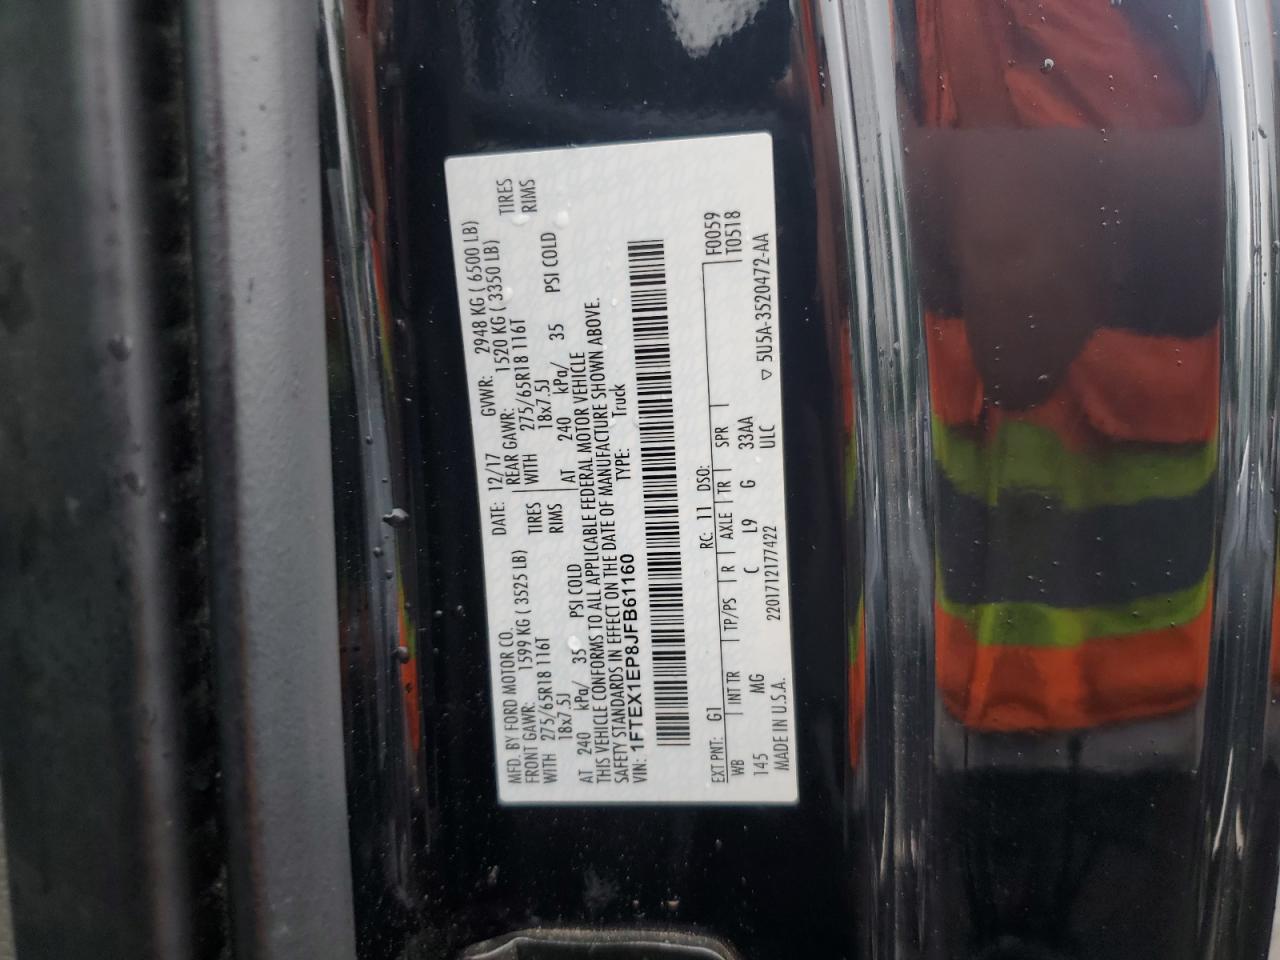 MFD. BY FORD MOTOR CO.
DATE: 12/17 GVWR: 2948 KG ( 6500 LB)
FRONT GAWR: 1599 KG ( 3525 LB) REAR GAWR: 1520 KG ( 3350 LB)
WITH 275/65R18 116T TIRES WITH 275/65R18 116T TIRES
18x7.5J RIMS 18x7.5J RIMS
AT 240 kPa/ 35 PSI COLD AT 240 kPa/ 35 PSI COLD
THIS VEHICLE CONFORMS TO ALL APPLICABLE FEDERAL MOTOR VEHICLE
SAFETY STANDARDS IN EFFECT ON THE DATE OF MANUFACTURE SHOWN ABOVE.
VIN: 1FTEX1EP8JFB61160 TYPE: Truck
F0059
EXT PNT: G1 RC: 11 DSO: T0518
WB INT TR TP/PS R AXLE TR SPR
145 MG C L9 G 33AA
MADE IN U.S.A. 2201712177422 ULC ▽ 5U5A-3520472-AA